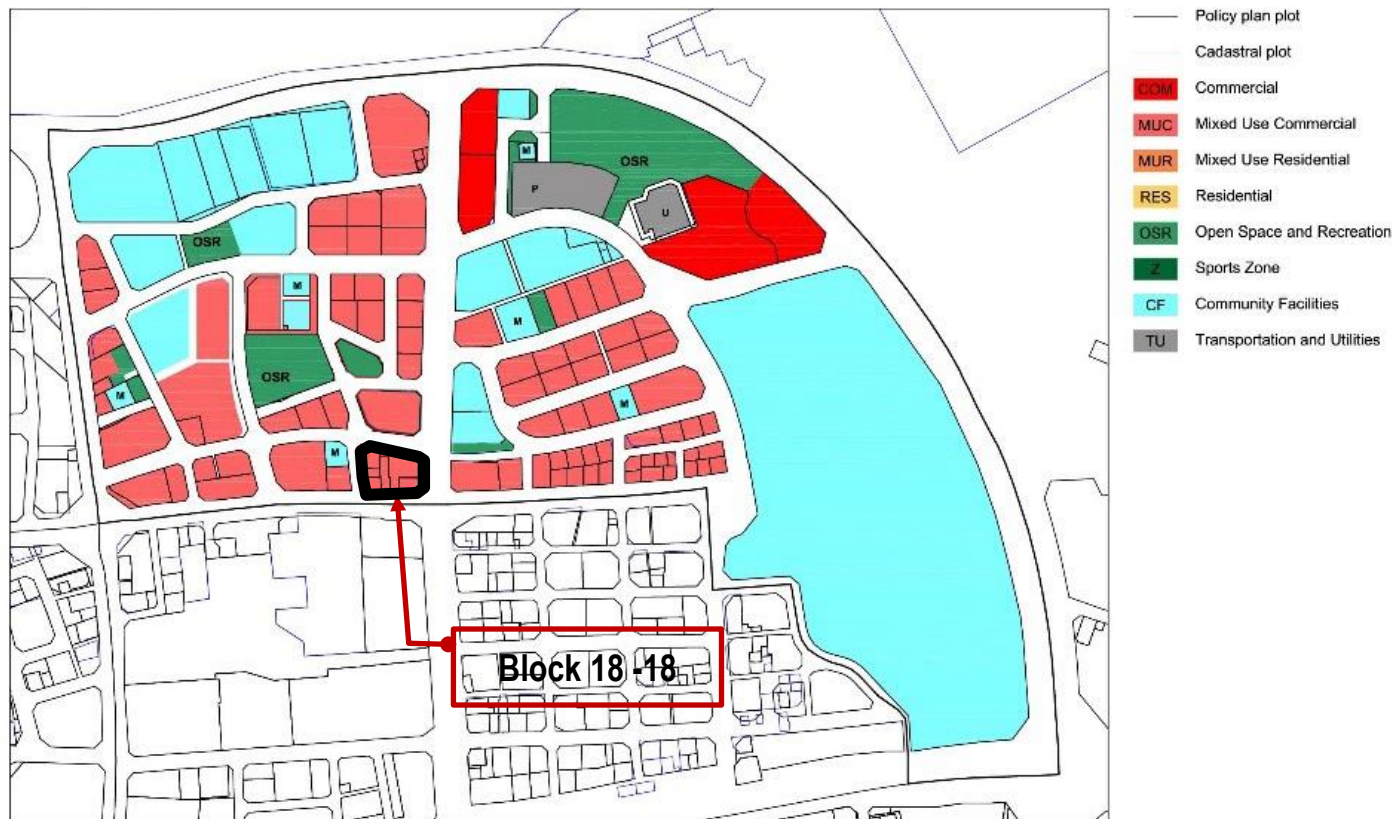 Policy plan plot
Cadastral plot
COM Commercial
MUC Mixed Use Commercial
MUR Mixed Use Residential
RES Residential
OSR Open Space and Recreation
Z Sports Zone
CF Community Facilities
TU Transportation and Utilities
M
OSR
P
U
OSR
M
M
OSR
M
M
M
Block 18 -18